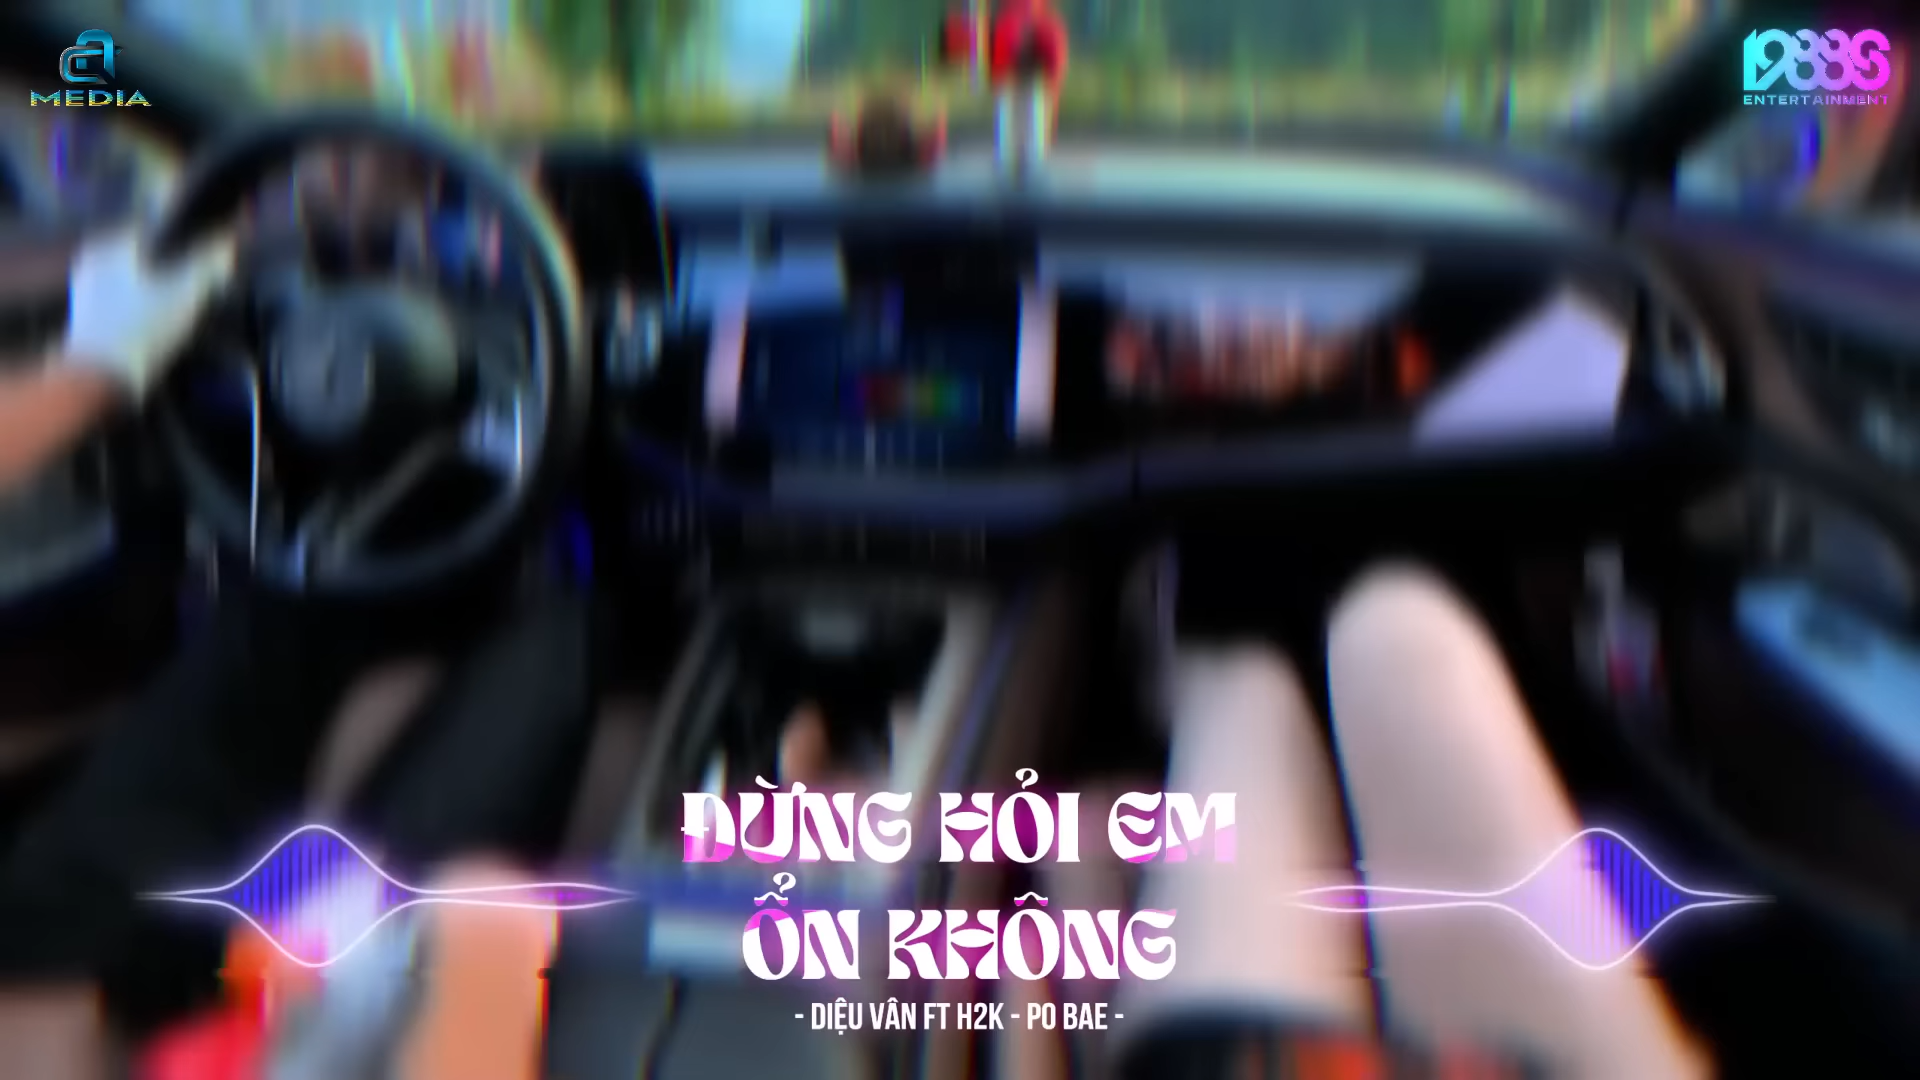 MEDIA
1988S
ENTERTAINMENT
ĐỪNG HỎI EM
ỔN KHÔNG
- DIỆU VÂN FT H2K - PO BAE -